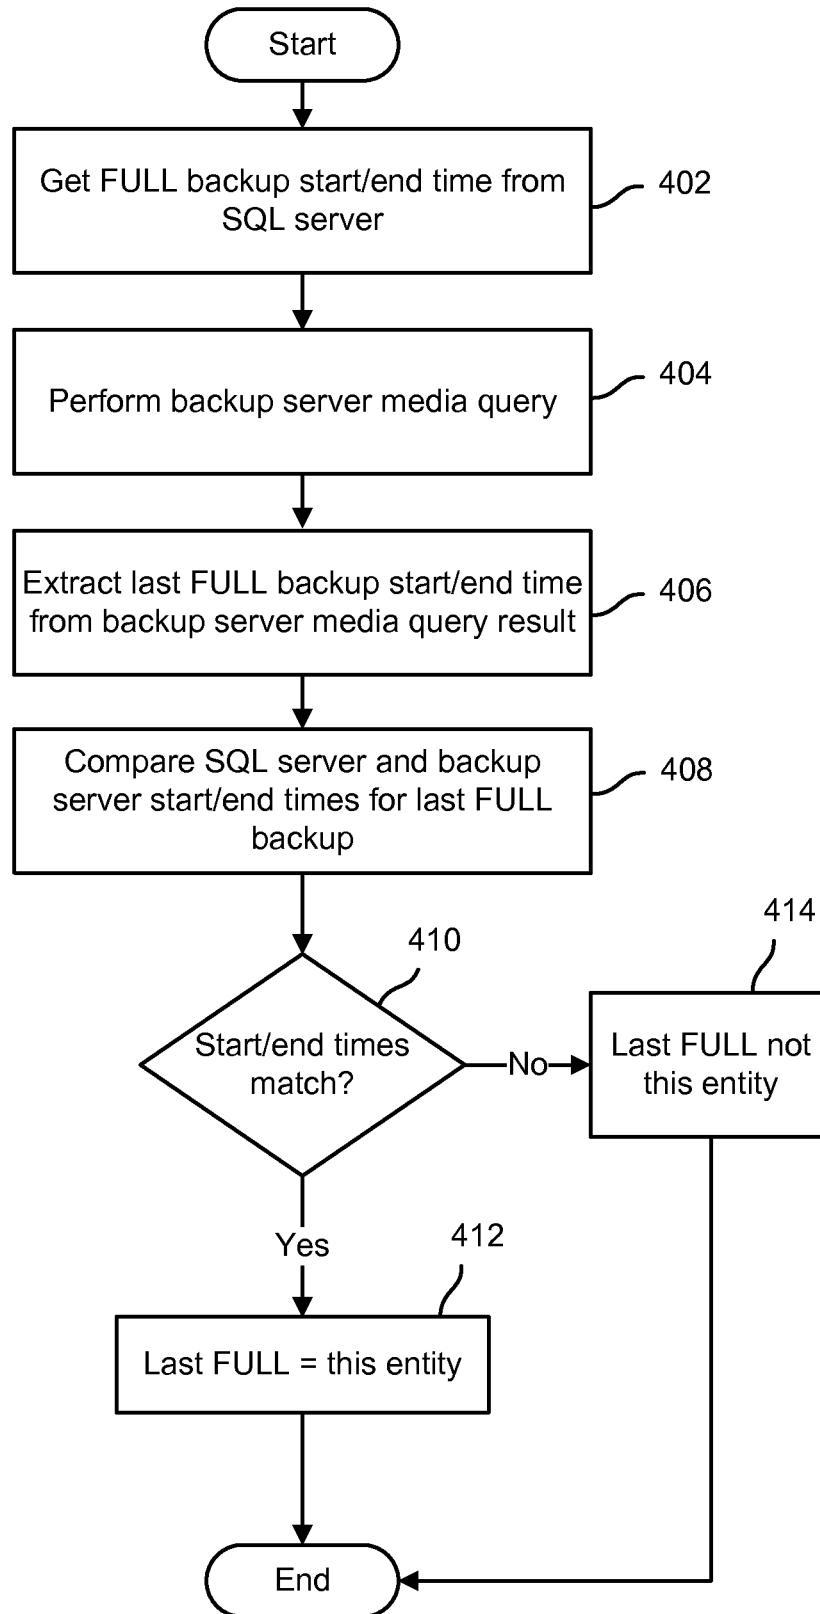 Start
Get FULL backup start/end time from
SQL server
402
Perform backup server media query
404
Extract last FULL backup start/end time
from backup server media query result
406
Compare SQL server and backup
server start/end times for last FULL
backup
408
410
414
Start/end times
match?
No
Last FULL not
this entity
Yes
412
Last FULL = this entity
End